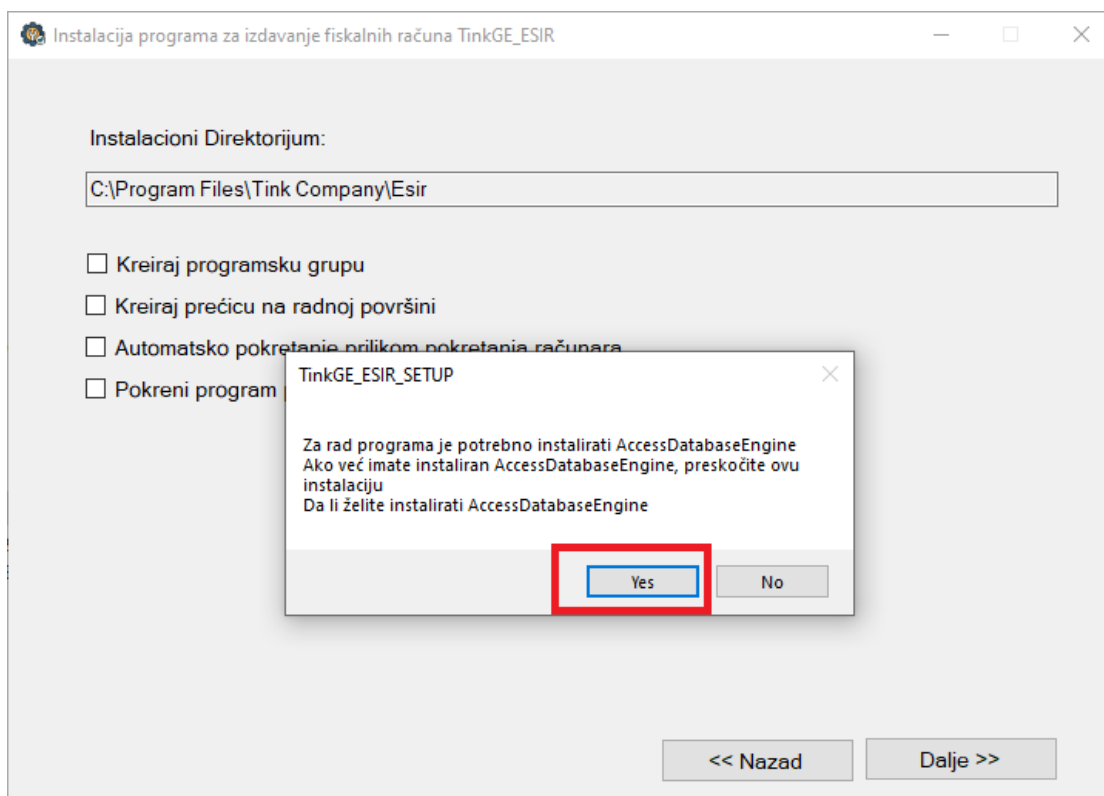 Instalacija programa za izdavanje fiskalnih računa TinkGE_ESIR
Instalacioni Direktorijum:
C:\Program Files\Tink Company\Esir
Kreiraj programsku grupu
Kreiraj prećicu na radnoj površini
Automatsko pokretanje prilikom pokretanja računara
Pokreni program
TinkGE_ESIR_SETUP
Za rad programa je potrebno instalirati AccessDatabaseEngine
Ako već imate instaliran AccessDatabaseEngine, preskočite ovu
instalaciju
Da li želite instalirati AccessDatabaseEngine
Yes
No
<< Nazad
Dalje >>